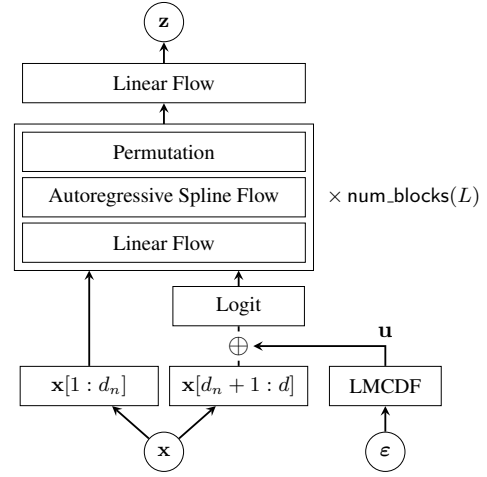 z
Linear Flow
Permutation
Autoregressive Spline Flow
× num_blocks(L)
Linear Flow
Logit
⊕
u
x[1 : d_n]
x[d_n + 1 : d]
LMCDF
x
ε